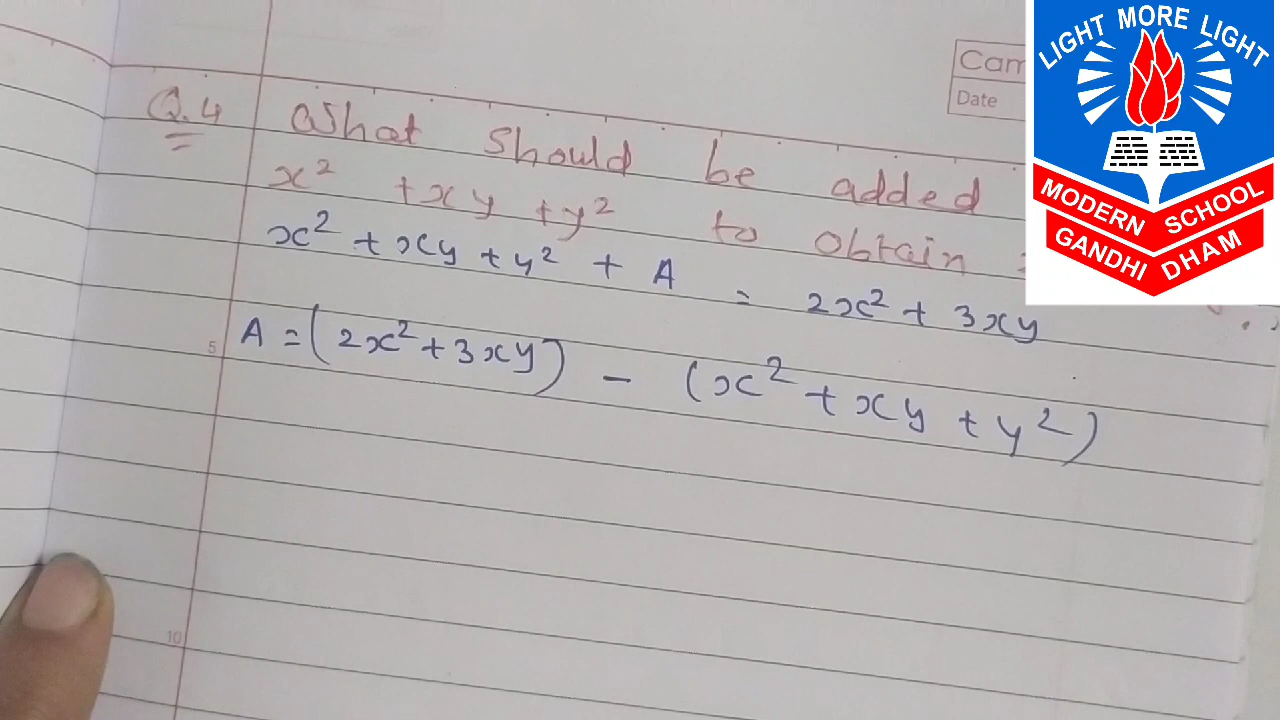 Cam
Date
Q.4 What should be added
x² + xy + y² to obtain
x² + xy + y² + A = 2x² + 3xy
A = (2x² + 3xy) - (x² + xy + y²)
5
10
LIGHT MORE LIGHT
MODERN SCHOOL
GANDHI DHAM